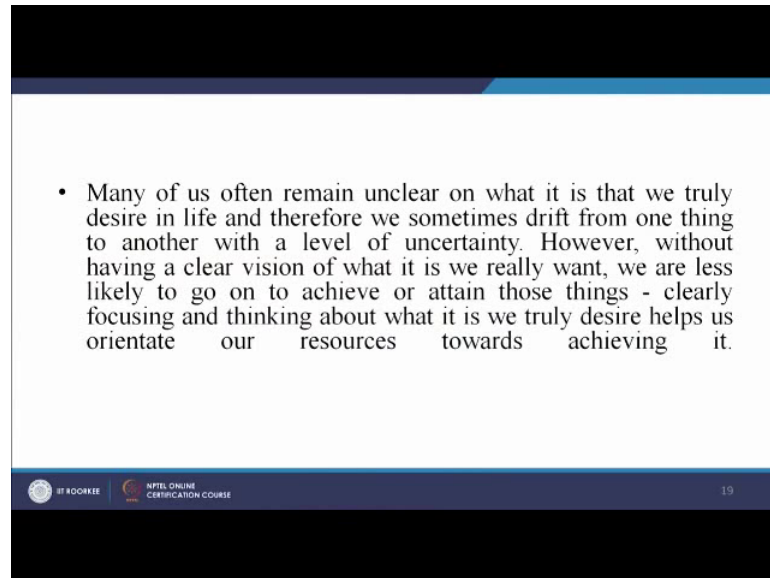 • Many of us often remain unclear on what it is that we truly
desire in life and therefore we sometimes drift from one thing
to another with a level of uncertainty. However, without
having a clear vision of what it is we really want, we are less
likely to go on to achieve or attain those things - clearly
focusing and thinking about what it is we truly desire helps us
orientate our resources towards achieving it.
IIT ROORKEE
NPTEL ONLINE
CERTIFICATION COURSE
19